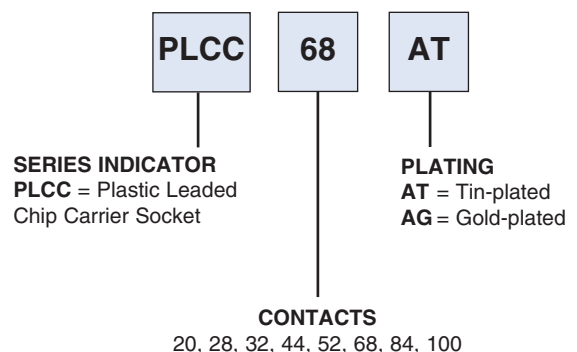 PLCC 68 AT
SERIES INDICATOR
PLCC = Plastic Leaded
Chip Carrier Socket
PLATING
AT = Tin-plated
AG = Gold-plated
CONTACTS
20, 28, 32, 44, 52, 68, 84, 100